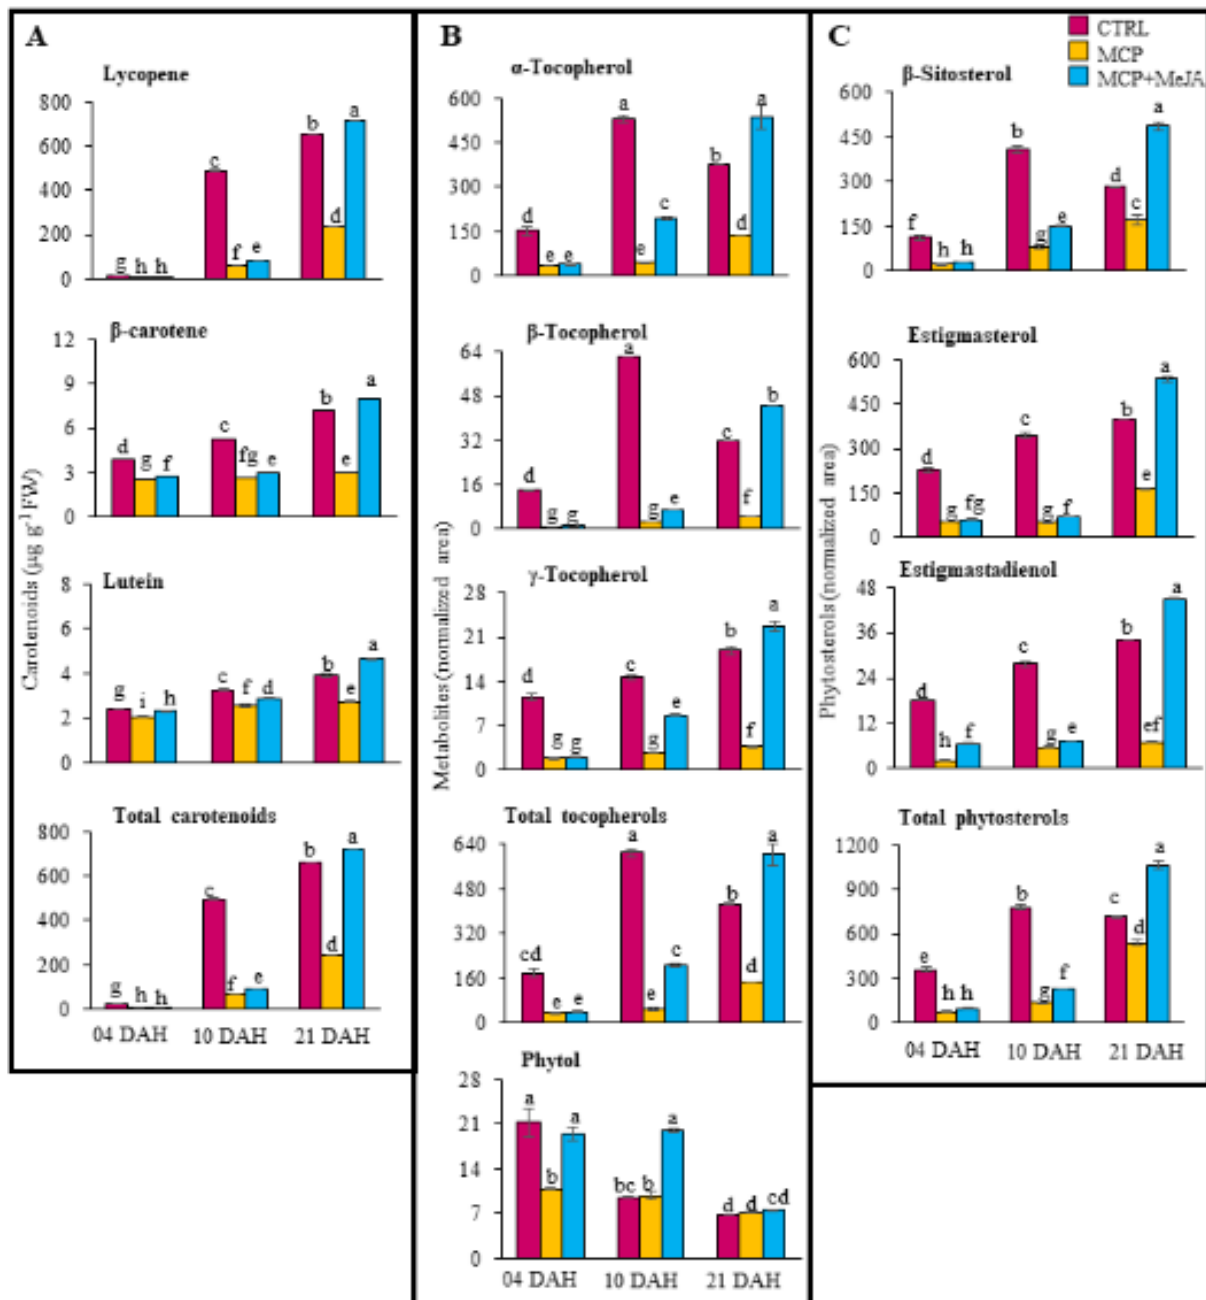 A
Lycopene
800
600
400
200
0
g h h
c f e
b d a
β-carotene
12
9
6
3
0
d g f
c fg e
b e a
Lutein
8
6
4
2
0
g i h
c f d
b e a
Total carotenoids
800
600
400
200
0
g h h
c f e
b d a
04 DAH 10 DAH 21 DAH
Carotenoids (µg g⁻¹ FW)
B
α-Tocopherol
600
450
300
150
0
d e e
a e c
b d a
β-Tocopherol
64
48
32
16
0
d g g
a g e
c f b
γ-Tocopherol
28
21
14
7
0
d g g
c g e
b f a
Total tocopherols
640
480
320
160
0
cd e e
a e c
b d a
Phytol
28
21
14
7
0
a b a
bc b a
d d cd
04 DAH 10 DAH 21 DAH
Metabolites (normalized area)
C
CTRL
MCP
MCP+MeJA
β-Sitosterol
600
450
300
150
0
f h h
b g e
d c a
Estigmasterol
600
450
300
150
0
d g fg
c g f
b e a
Estigmastadienol
48
36
24
12
0
d h f
c g e
b ef a
Total phytosterols
1200
900
600
300
0
e h h
b g f
c d a
04 DAH 10 DAH 21 DAH
Phytosterols (normalized area)